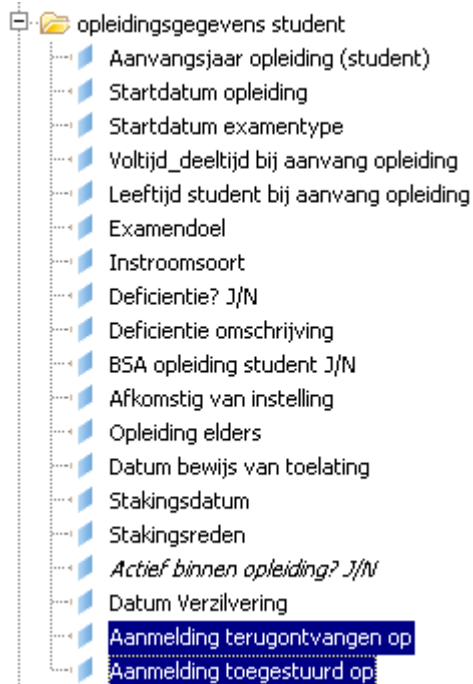 opleidingsgegevens student
Aanvangsjaar opleiding (student)
Startdatum opleiding
Startdatum examentype
Voltijd_deeltijd bij aanvang opleiding
Leeftijd student bij aanvang opleiding
Examendoel
Instroomsoort
Deficientie? J/N
Deficientie omschrijving
BSA opleiding student J/N
Afkomstig van instelling
Opleiding elders
Datum bewijs van toelating
Stakingsdatum
Stakingsreden
Actief binnen opleiding? J/N
Datum Verzilvering
Aanmelding terugontvangen op
Aanmelding toegestuurd op